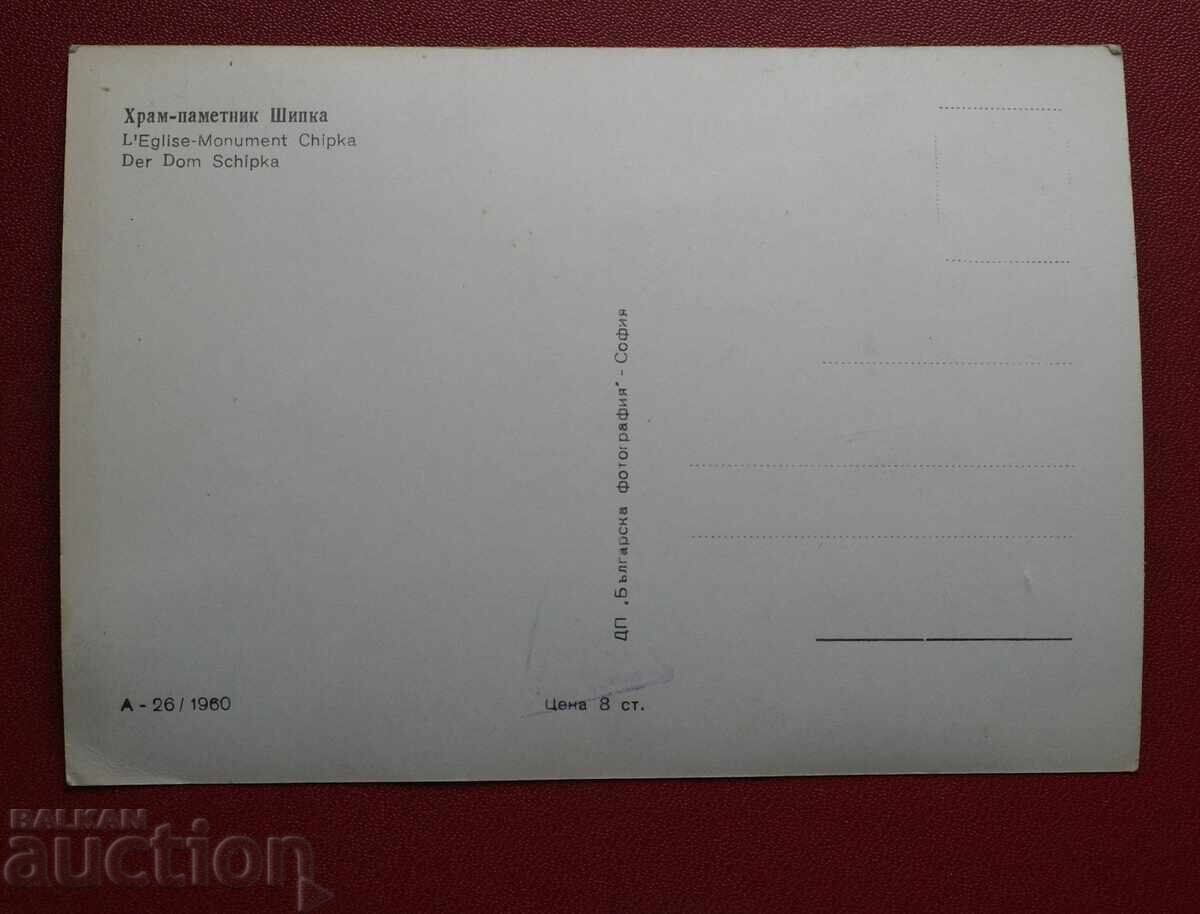 Храм-паметник Шипка
L'Eglise-Monument Chipka
Der Dom Schipka
ДП „Българска фотография" - София
А - 26 / 1960
Цена 8 ст.
BALKAN
auction